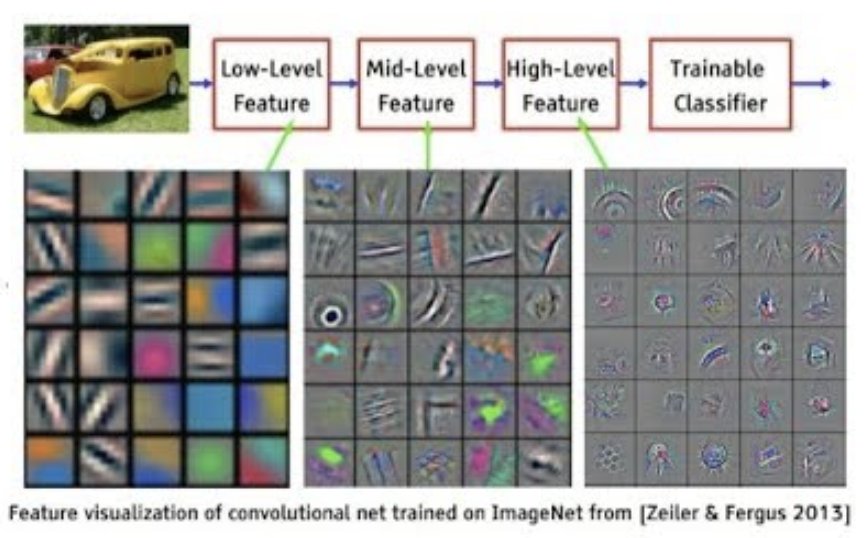 Low-Level
Feature
Mid-Level
Feature
High-Level
Feature
Trainable
Classifier
Feature visualization of convolutional net trained on ImageNet from [Zeiler & Fergus 2013]